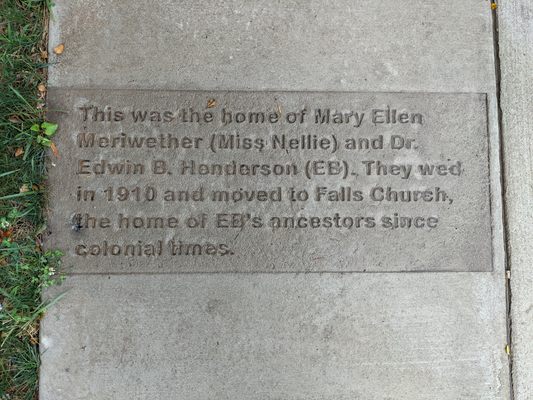 This was the home of Mary Ellen
Meriwether (Miss Nellie) and Dr.
Edwin B. Henderson (EB). They wed
in 1910 and moved to Falls Church,
the home of EB's ancestors since
colonial times.